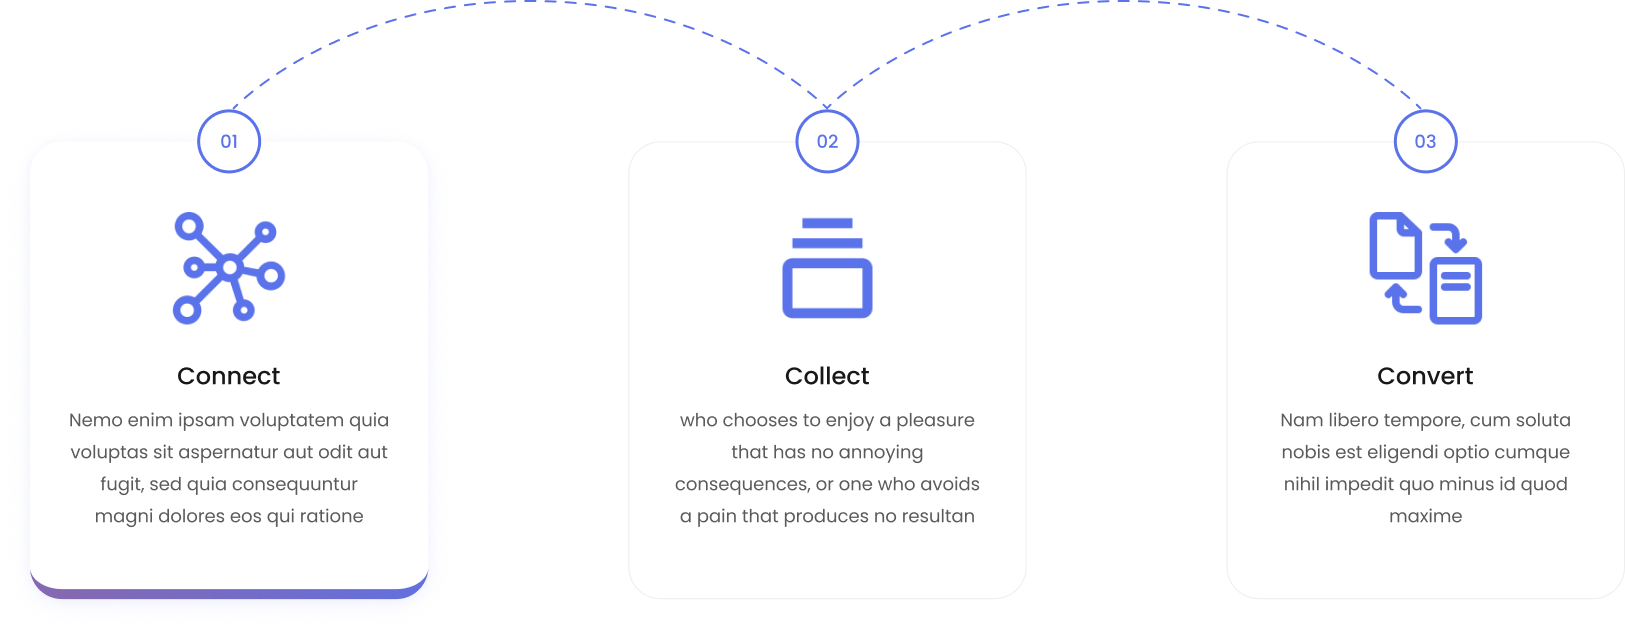 01
Connect
Nemo enim ipsam voluptatem quia
voluptas sit aspernatur aut odit aut
fugit, sed quia consequuntur
magni dolores eos qui ratione
02
Collect
who chooses to enjoy a pleasure
that has no annoying
consequences, or one who avoids
a pain that produces no resultan
03
Convert
Nam libero tempore, cum soluta
nobis est eligendi optio cumque
nihil impedit quo minus id quod
maxime